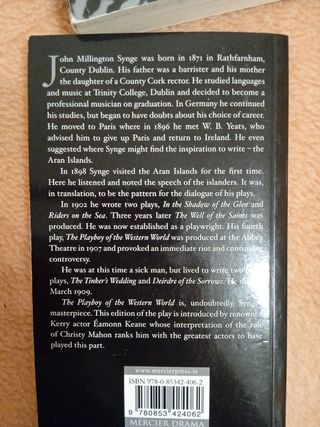 John Millington Synge was born in 1871 in Rathfarnham,
County Dublin. His father was a barrister and his mother
the daughter of a County Cork rector. He studied languages
and music at Trinity College, Dublin and decided to become a
professional musician on graduation. In Germany he continued
his studies, but began to have doubts about his choice of career.
He moved to Paris where in 1896 he met W. B. Yeats, who
advised him to give up Paris and return to Ireland. He even
suggested where Synge might find the inspiration to write – the
Aran Islands.
In 1898 Synge visited the Aran Islands for the first time.
Here he listened and noted the speech of the islanders. It was,
in translation, to be the pattern for the dialogue of his plays.
In 1902 he wrote two plays, In the Shadow of the Glen and
Riders on the Sea. Three years later The Well of the Saints was
produced. He was now established as a playwright. His fourth
play, The Playboy of the Western World was produced at the Abbey
Theatre in 1907 and provoked an immediate riot and continuing
controversy.
He was at this time a sick man, but lived to write two
plays, The Tinker's Wedding and Deirdre of the Sorrows. He
March 1909.
The Playboy of the Western World is, undoubtedly,
masterpiece. This edition of the play is introduced by renowned
Kerry actor Éamonn Keane whose interpretation of the role
of Christy Mahon ranks him with the greatest actors to have
played this part.
www.mercierpress.ie
ISBN 978-0-85342-406-2
9 780853 424062
MERCIER DRAMA